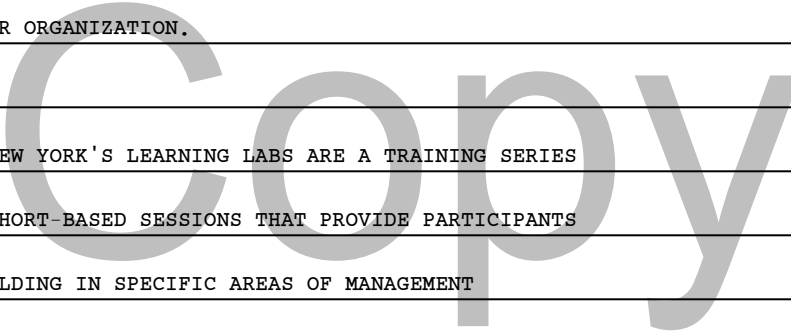 R ORGANIZATION.
EW YORK'S LEARNING LABS ARE A TRAINING SERIES
HORT-BASED SESSIONS THAT PROVIDE PARTICIPANTS
LDING IN SPECIFIC AREAS OF MANAGEMENT
Copy